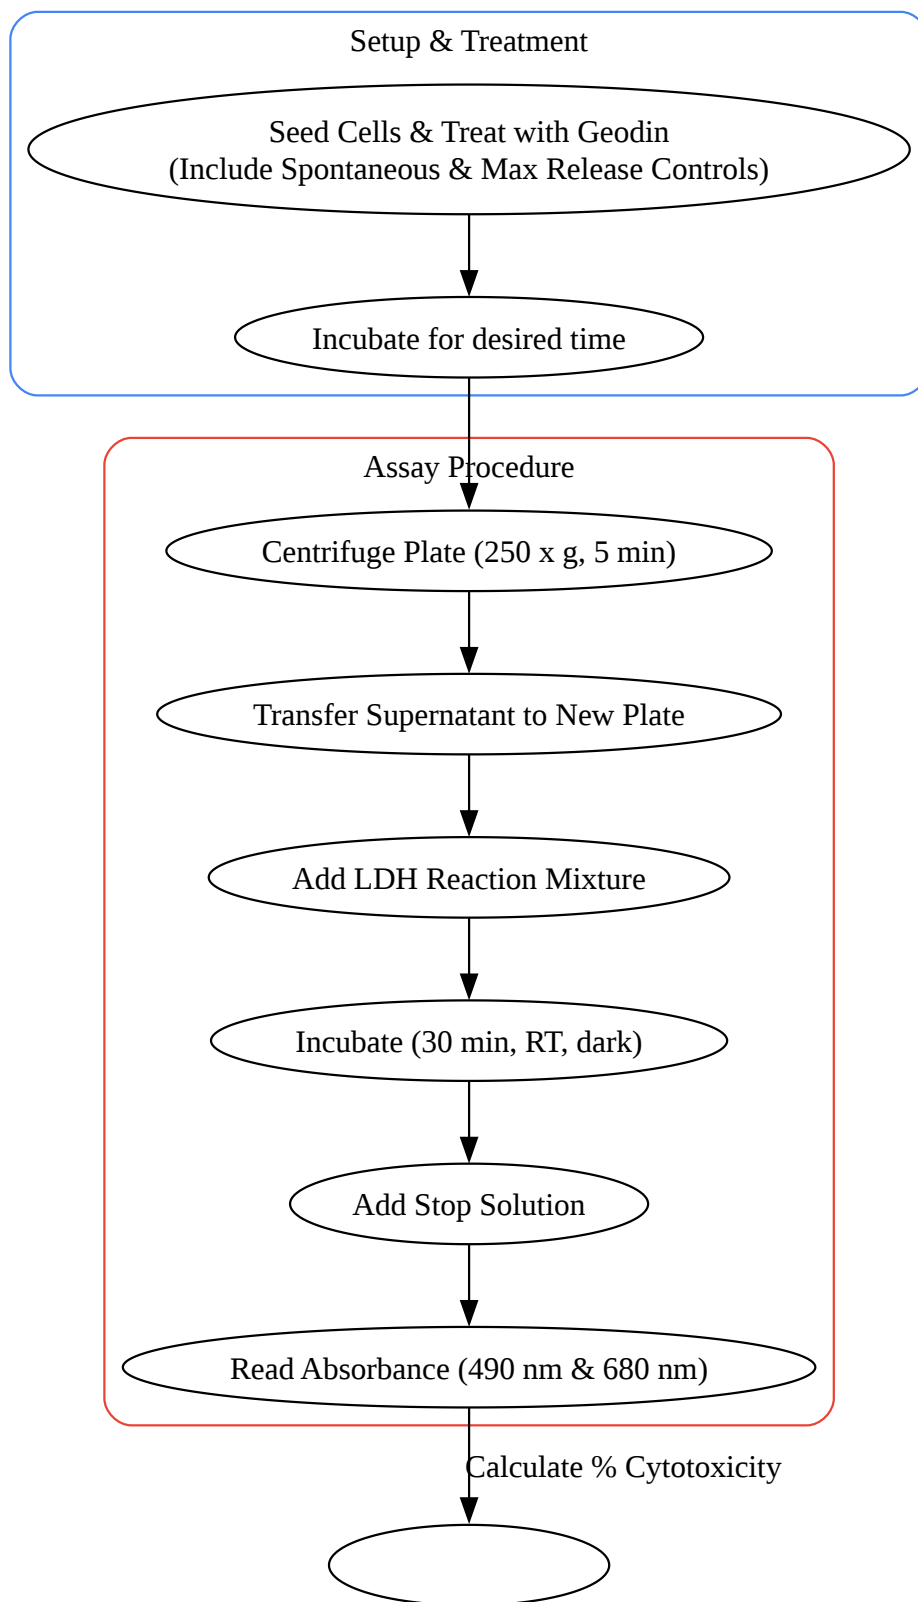 Setup & Treatment
Seed Cells & Treat with Geodin
(Include Spontaneous & Max Release Controls)
Incubate for desired time
Assay Procedure
Centrifuge Plate (250 x g, 5 min)
Transfer Supernatant to New Plate
Add LDH Reaction Mixture
Incubate (30 min, RT, dark)
Add Stop Solution
Read Absorbance (490 nm & 680 nm)
Calculate % Cytotoxicity